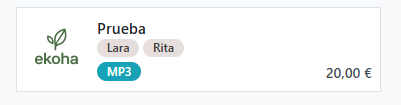 ekoha
Prueba
Lara Rita
MP3
20,00 €